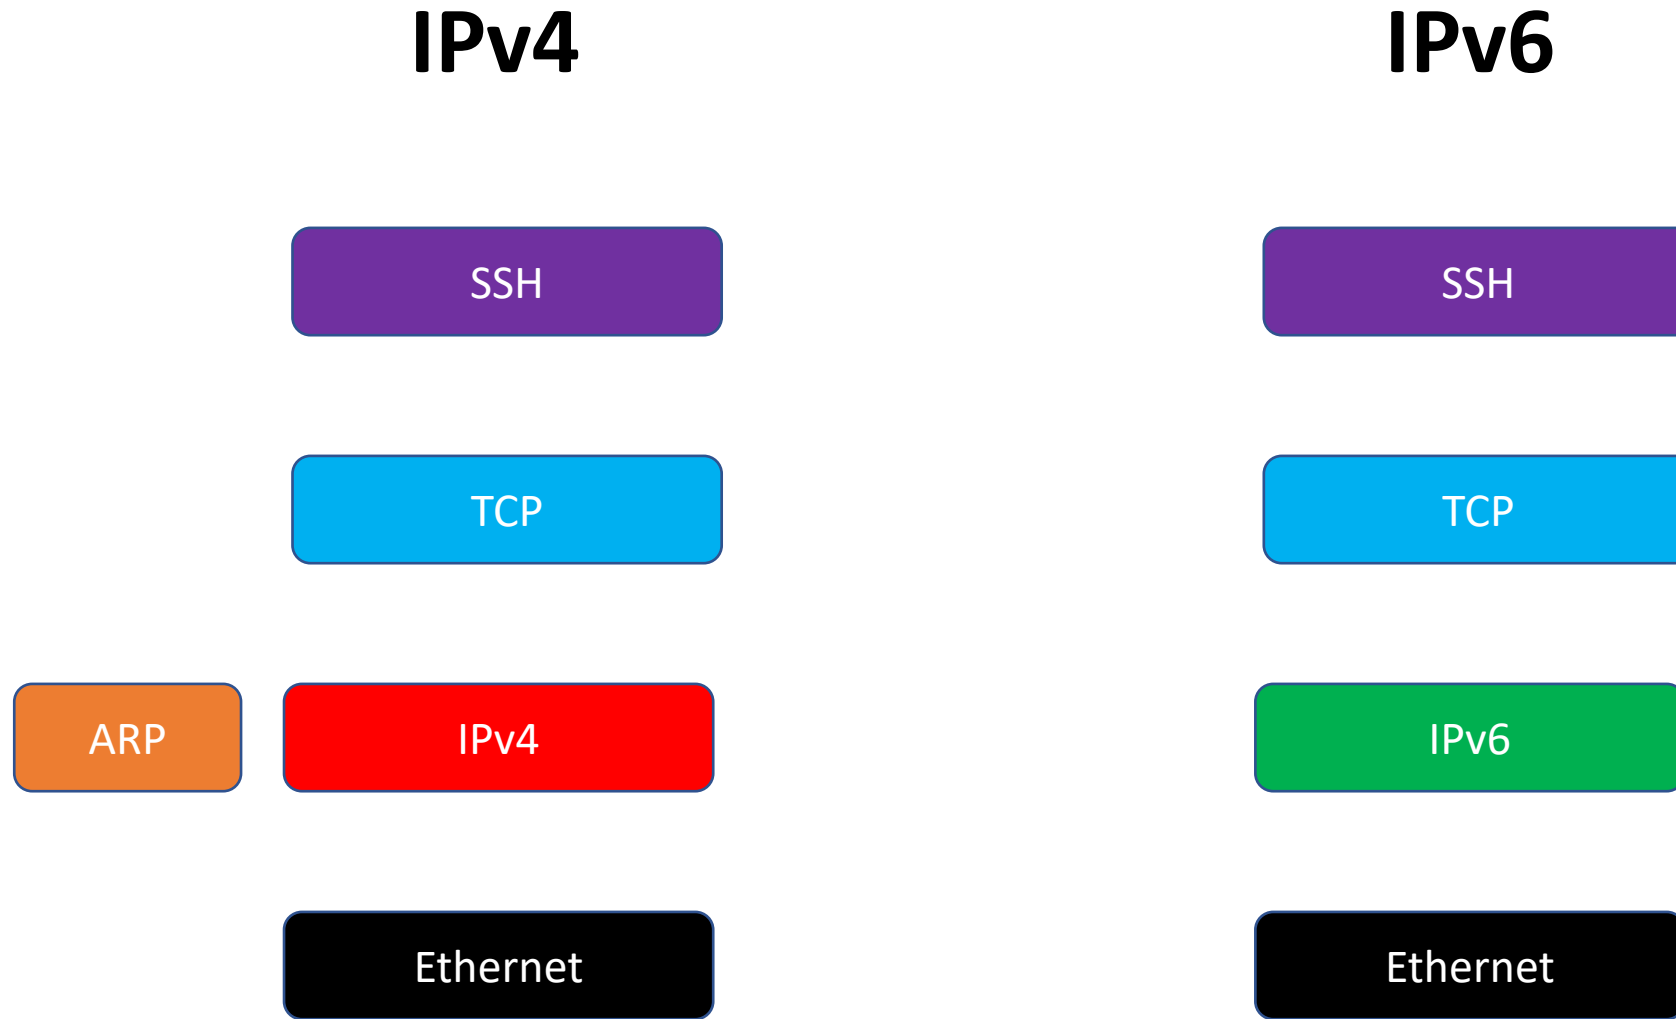 IPv4
IPv6
SSH
SSH
TCP
TCP
ARP
IPv4
IPv6
Ethernet
Ethernet